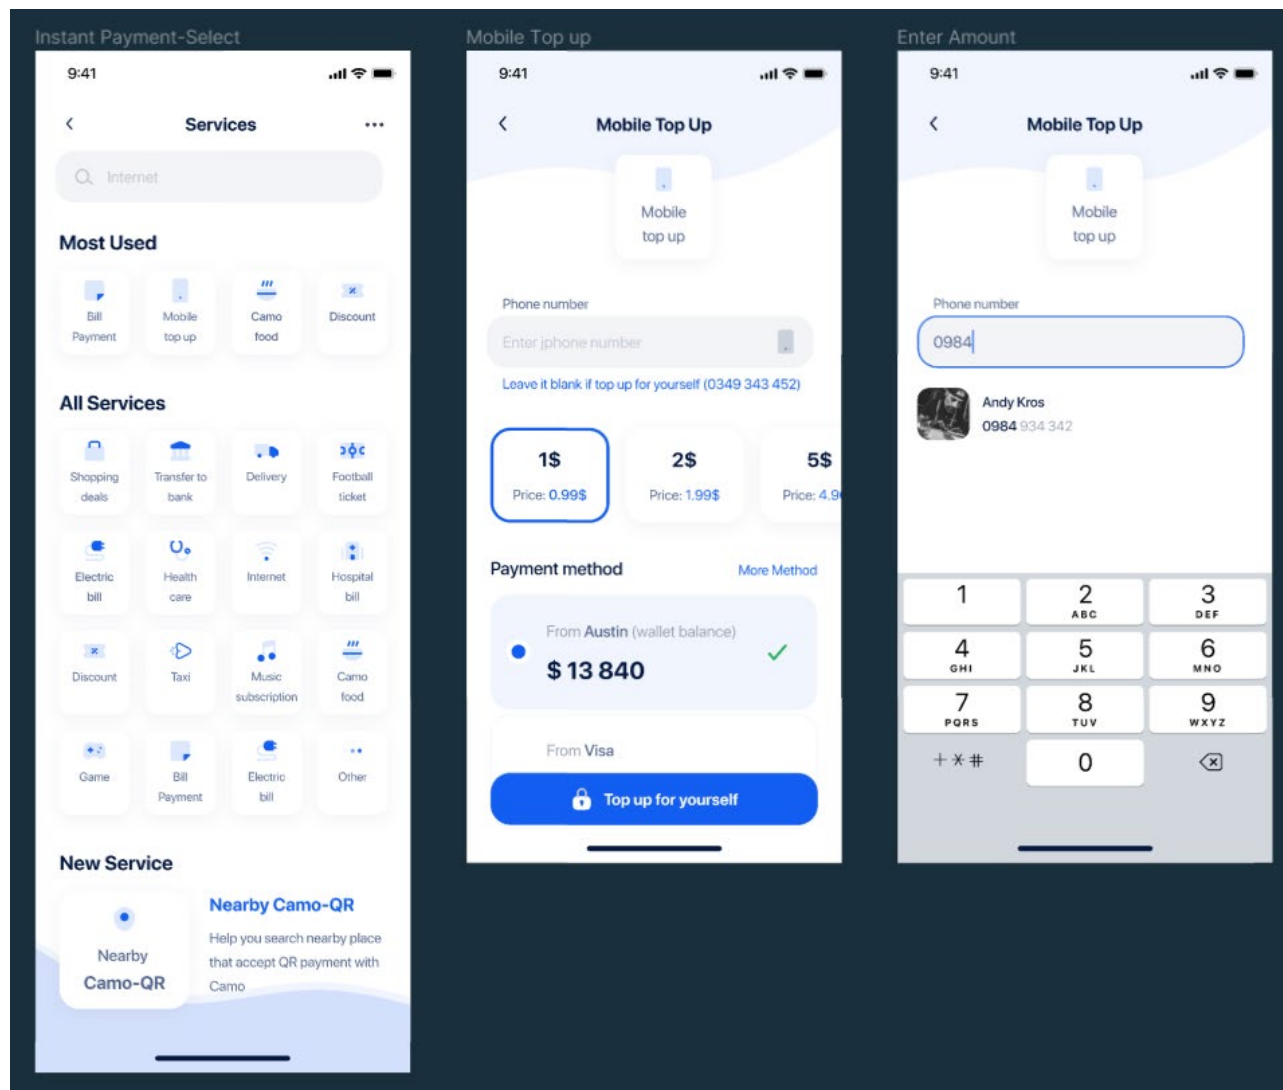 Instant Payment-Select
9:41
Services
Internet
Most Used
Bill
Payment
Mobile
top up
Camo
food
Discount
All Services
Shopping
deals
Transfer to
bank
Delivery
Football
ticket
Electric
bill
Health
care
Internet
Hospital
bill
Discount
Taxi
Music
subscription
Camo
food
Game
Bill
Payment
Electric
bill
Other
New Service
Nearby
Camo-QR
Nearby Camo-QR
Help you search nearby place
that accept QR payment with
Camo
Mobile Top up
9:41
Mobile Top Up
Mobile
top up
Phone number
Enter jphone number
Leave it blank if top up for yourself (0349 343 452)
1$
Price: 0.99$
2$
Price: 1.99$
5$
Price: 4.9
Payment method
More Method
From Austin (wallet balance)
$ 13 840
From Visa
Top up for yourself
Enter Amount
9:41
Mobile Top Up
Mobile
top up
Phone number
0984
Andy Kros
0984 934 342
1
2
ABC
3
DEF
4
GHI
5
JKL
6
MNO
7
PQRS
8
TUV
9
WXYZ
+*#
0